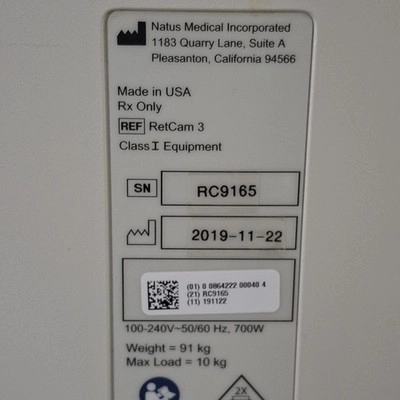 Natus Medical Incorporated
1183 Quarry Lane, Suite A
Pleasanton, California 94566
Made in USA
Rx Only
REF RetCam 3
Class I Equipment
SN RC9165
2019-11-22
(01) 0 0864222 00040 4
(21) RC9165
(11) 191122
100-240V~50/60 Hz, 700W
Weight = 91 kg
Max Load = 10 kg
2X